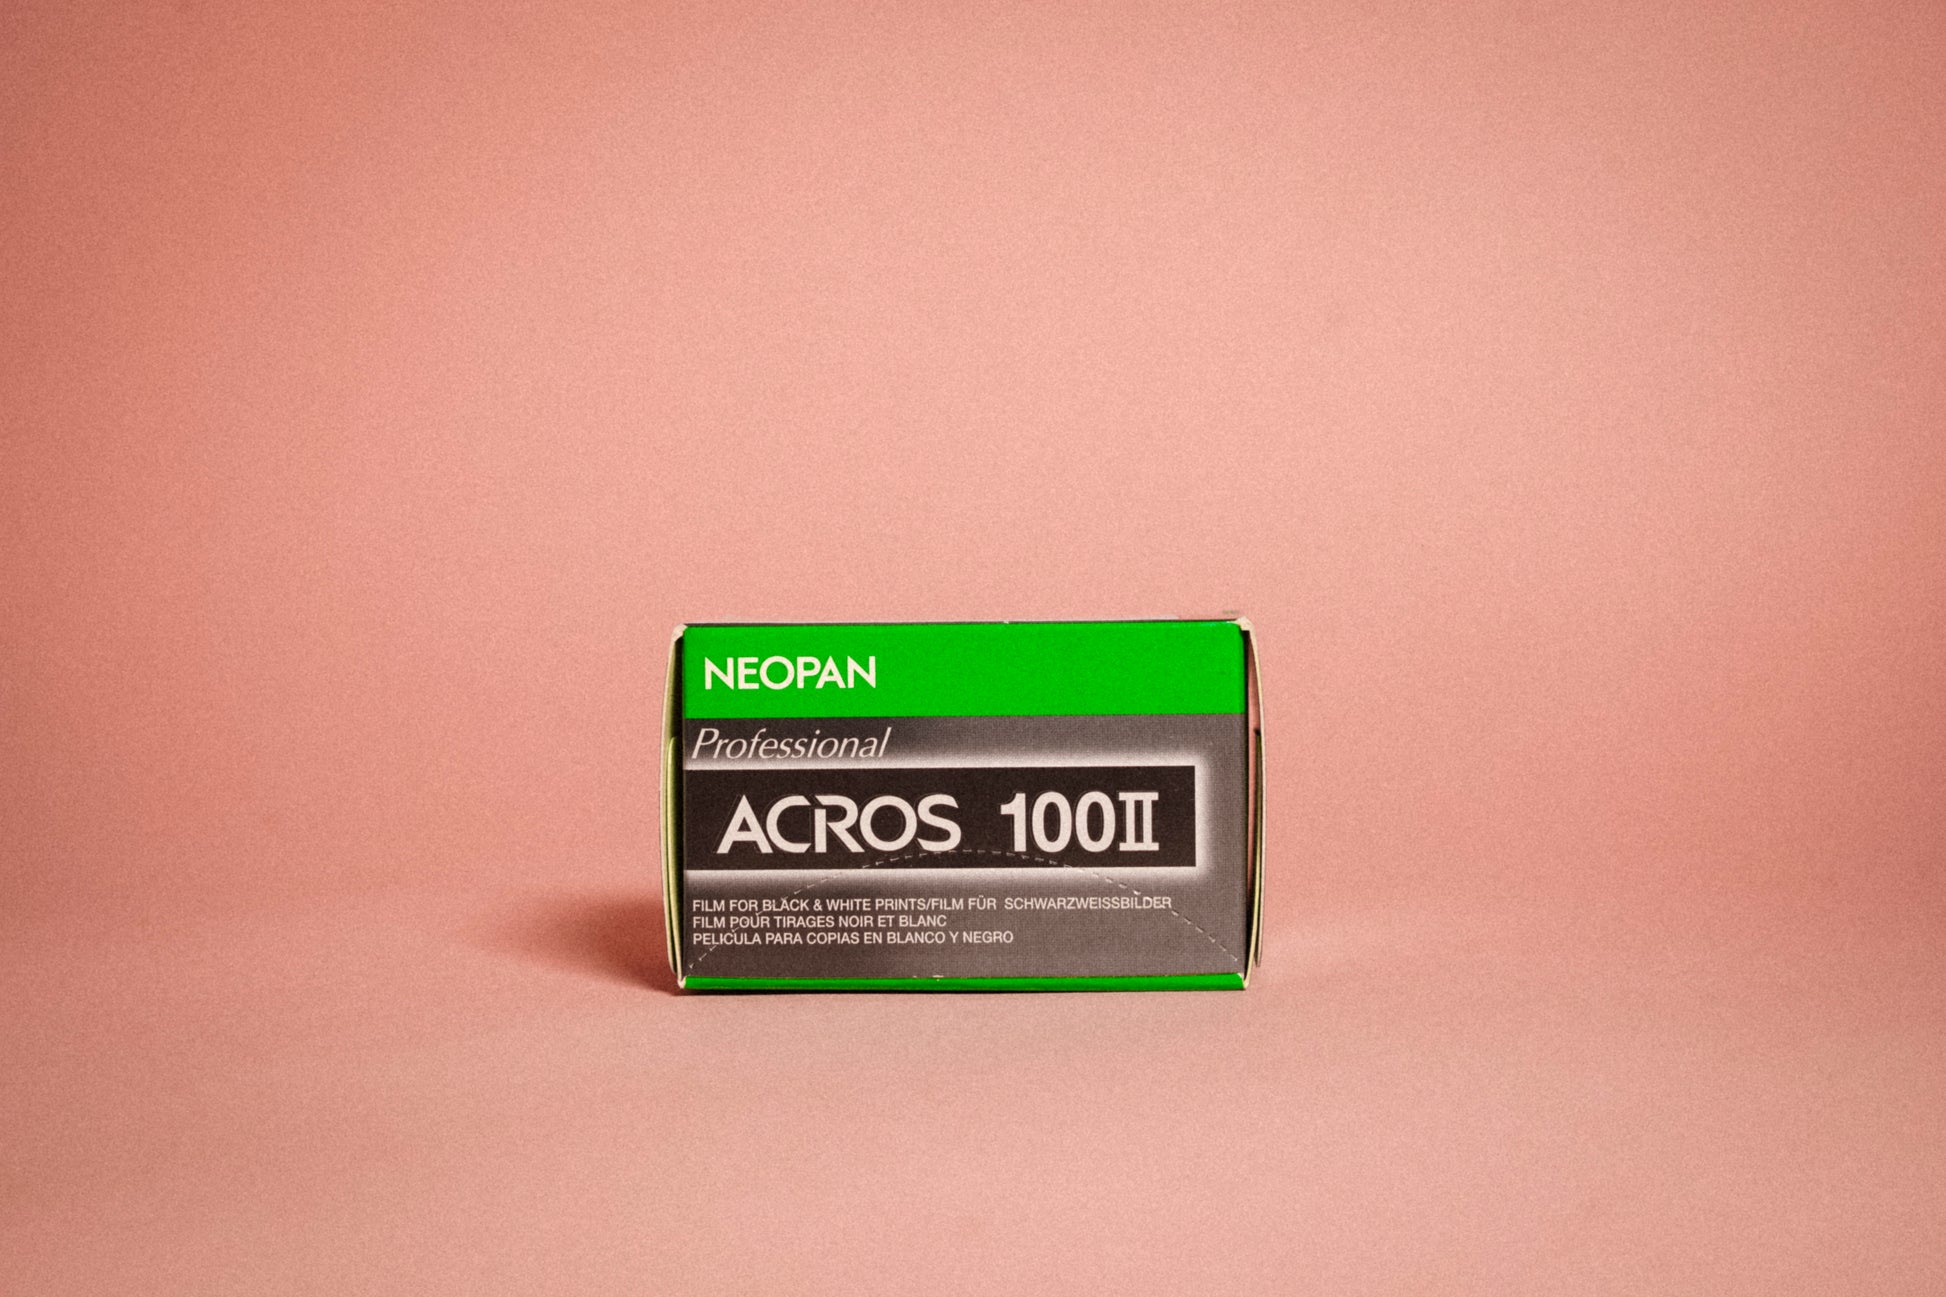 NEOPAN
Professional
ACROS 100II
FILM FOR BLACK & WHITE PRINTS/FILM FÜR SCHWARZWEISSBILDER
FILM POUR TIRAGES NOIR ET BLANC
PELICULA PARA COPIAS EN BLANCO Y NEGRO